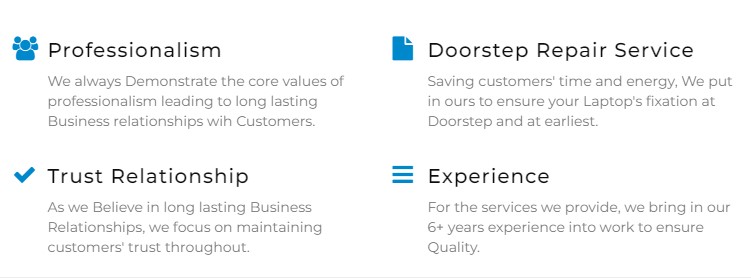 Professionalism
We always Demonstrate the core values of
professionalism leading to long lasting
Business relationships wih Customers.
Doorstep Repair Service
Saving customers' time and energy, We put
in ours to ensure your Laptop's fixation at
Doorstep and at earliest.
Trust Relationship
As we Believe in long lasting Business
Relationships, we focus on maintaining
customers' trust throughout.
Experience
For the services we provide, we bring in our
6+ years experience into work to ensure
Quality.